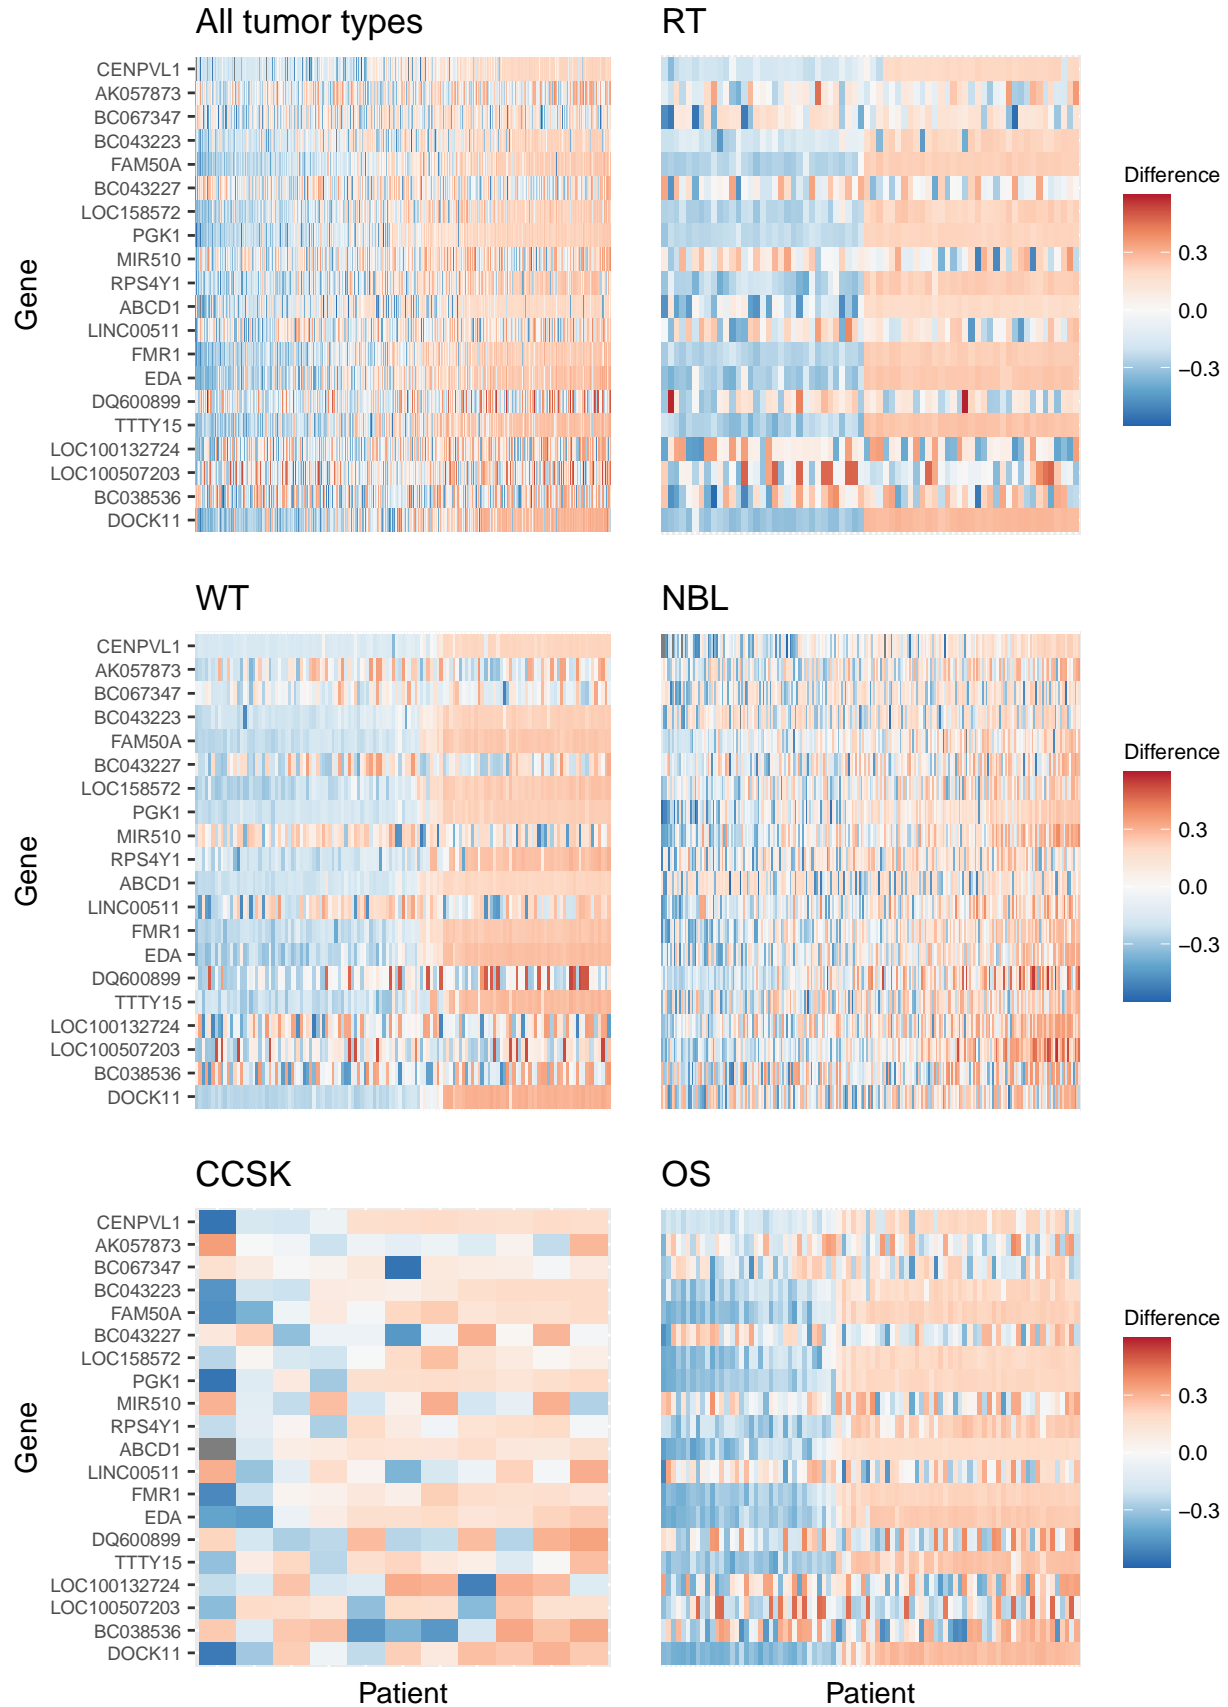 All tumor types
RT
CENPVL1
AK057873
BC067347
BC043223
FAM50A
BC043227
LOC158572
PGK1
MIR510
RPS4Y1
ABCD1
LINC00511
FMR1
EDA
DQ600899
TTTY15
LOC100132724
LOC100507203
BC038536
DOCK11
Gene
Difference
0.3
0.0
−0.3
WT
NBL
CENPVL1
AK057873
BC067347
BC043223
FAM50A
BC043227
LOC158572
PGK1
MIR510
RPS4Y1
ABCD1
LINC00511
FMR1
EDA
DQ600899
TTTY15
LOC100132724
LOC100507203
BC038536
DOCK11
Gene
Difference
0.3
0.0
−0.3
CCSK
OS
CENPVL1
AK057873
BC067347
BC043223
FAM50A
BC043227
LOC158572
PGK1
MIR510
RPS4Y1
ABCD1
LINC00511
FMR1
EDA
DQ600899
TTTY15
LOC100132724
LOC100507203
BC038536
DOCK11
Gene
Difference
0.3
0.0
−0.3
Patient
Patient